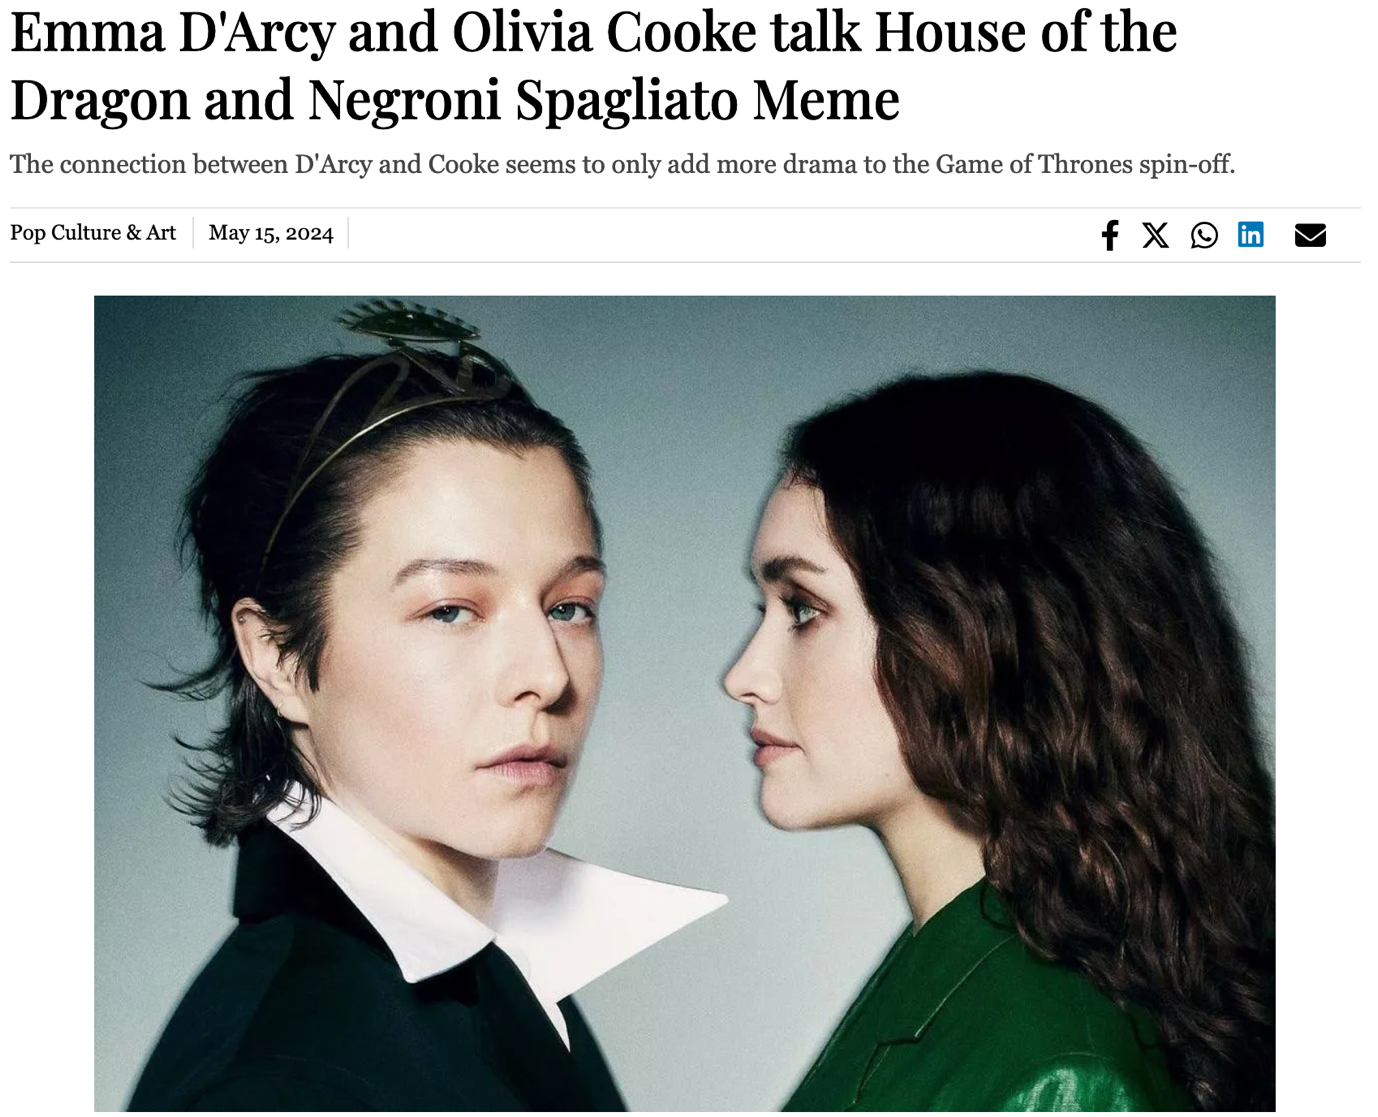 Emma D'Arcy and Olivia Cooke talk House of the
Dragon and Negroni Spagliato Meme
The connection between D'Arcy and Cooke seems to only add more drama to the Game of Thrones spin-off.
Pop Culture & Art
May 15, 2024